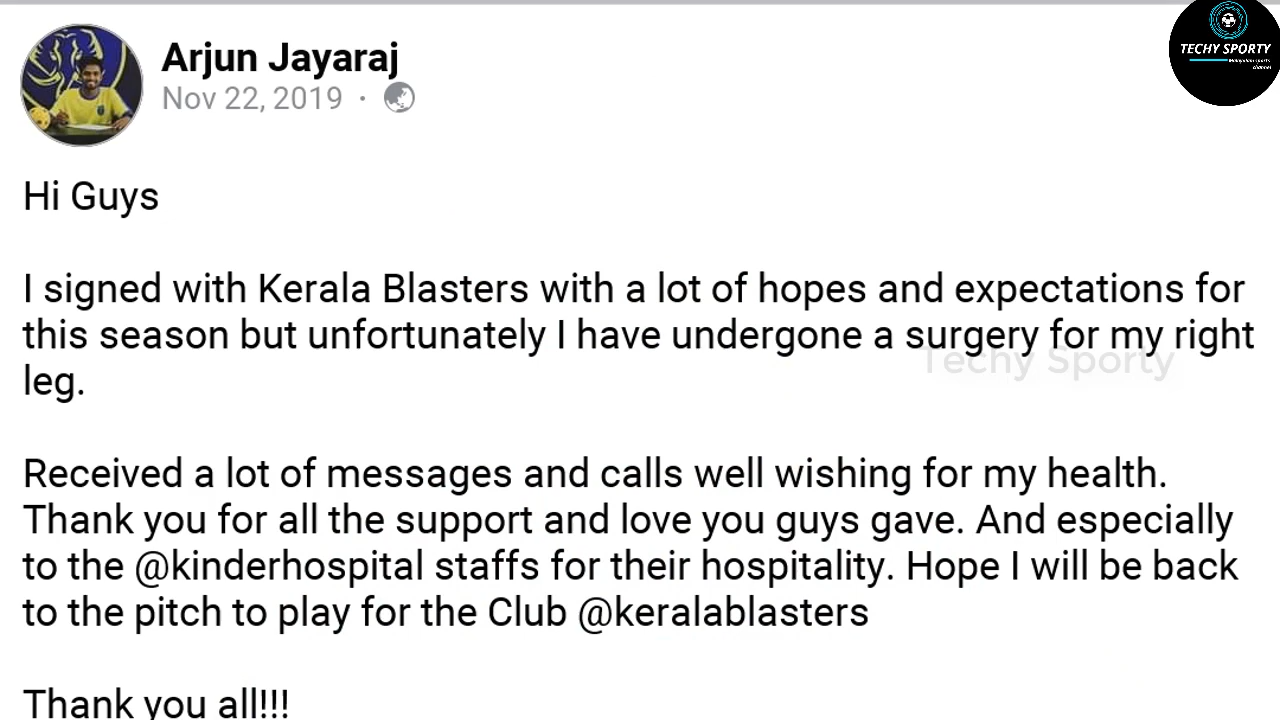 Arjun Jayaraj
Nov 22, 2019 ·
TECHY SPORTY
Malayalam sports
channel
Hi Guys
I signed with Kerala Blasters with a lot of hopes and expectations for
this season but unfortunately I have undergone a surgery for my right
leg.
Techy Sporty
Received a lot of messages and calls well wishing for my health.
Thank you for all the support and love you guys gave. And especially
to the @kinderhospital staffs for their hospitality. Hope I will be back
to the pitch to play for the Club @keralablasters
Thank you all!!!